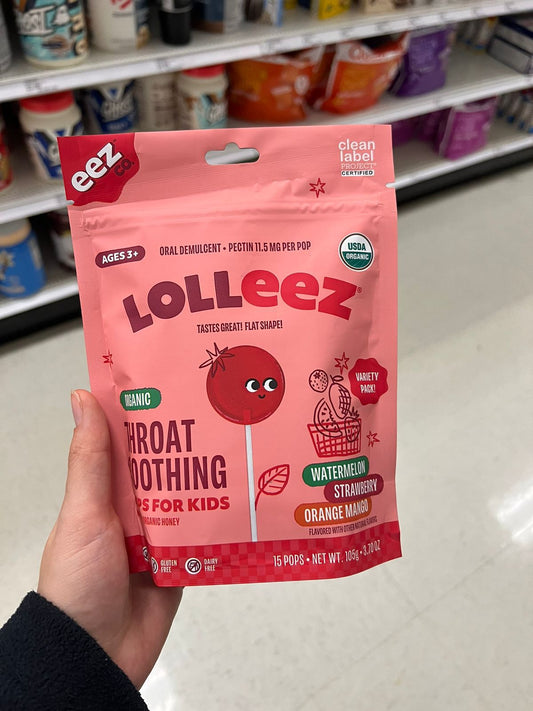 eez
co.
clean
label
PROJECT®
CERTIFIED
AGES 3+
ORAL DEMULCENT • PECTIN 11.5 MG PER POP
USDA
ORGANIC
LOLLeez®
TASTES GREAT! FLAT SHAPE!
VARIETY
PACK!
ORGANIC
THROAT
OOTHING
PS FOR KIDS
ORGANIC HONEY
WATERMELON
STRAWBERRY
ORANGE MANGO
FLAVORED WITH OTHER NATURAL FLAVORS
GLUTEN
FREE
DAIRY
FREE
15 POPS • NET WT. 105g • 3.70 OZ